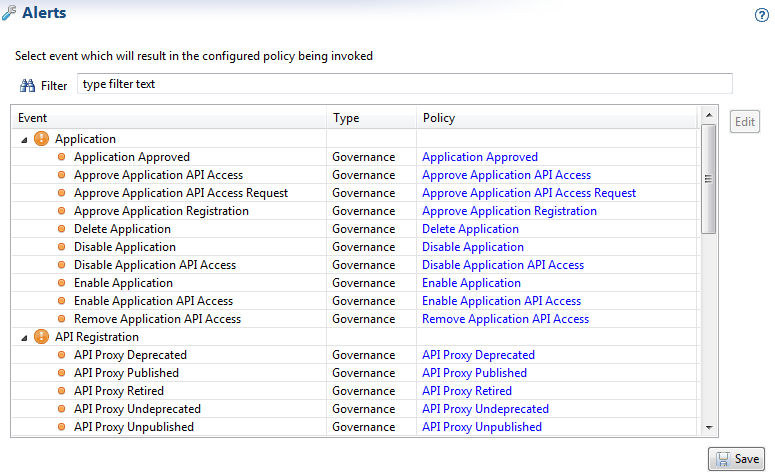 Alerts
Select event which will result in the configured policy being invoked
Filter type filter text
Event Type Policy Edit
Application
Application Approved Governance Application Approved
Approve Application API Access Governance Approve Application API Access
Approve Application API Access Request Governance Approve Application API Access Request
Approve Application Registration Governance Approve Application Registration
Delete Application Governance Delete Application
Disable Application Governance Disable Application
Disable Application API Access Governance Disable Application API Access
Enable Application Governance Enable Application
Enable Application API Access Governance Enable Application API Access
Remove Application API Access Governance Remove Application API Access
API Registration
API Proxy Deprecated Governance API Proxy Deprecated
API Proxy Published Governance API Proxy Published
API Proxy Retired Governance API Proxy Retired
API Proxy Undeprecated Governance API Proxy Undeprecated
API Proxy Unpublished Governance API Proxy Unpublished
Save